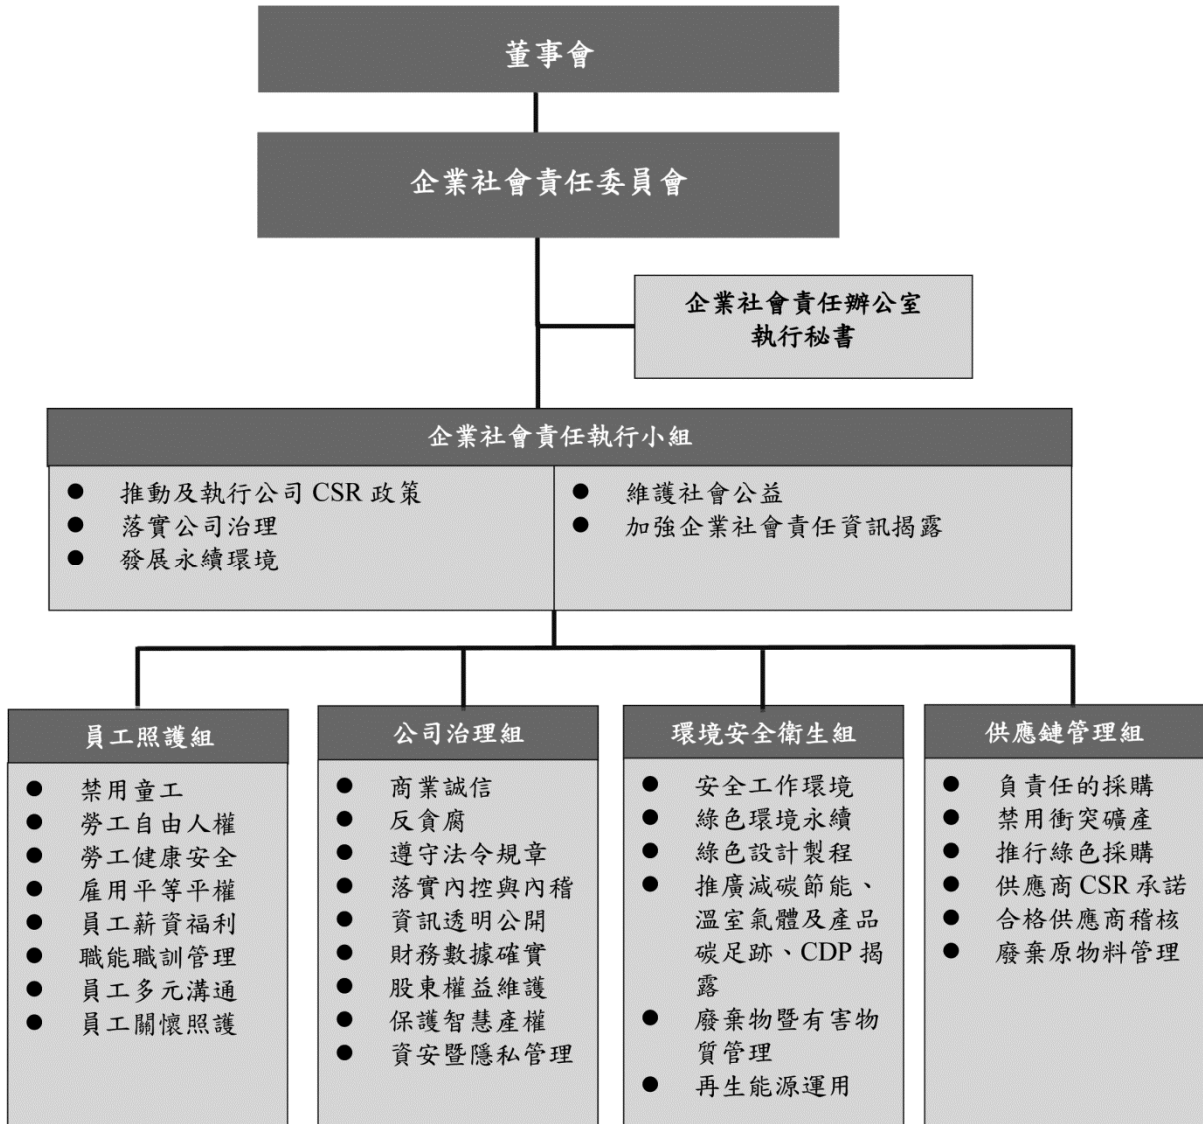 董事會
企業社會責任委員會
企業社會責任辦公室
執行秘書
企業社會責任執行小組
● 推動及執行公司 CSR 政策
● 落實公司治理
● 發展永續環境
● 維護社會公益
● 加強企業社會責任資訊揭露
員工照護組
● 禁用童工
● 勞工自由人權
● 勞工健康安全
● 雇用平等平權
● 員工薪資福利
● 職能職訓管理
● 員工多元溝通
● 員工關懷照護
公司治理組
● 商業誠信
● 反貪腐
● 遵守法令規章
● 落實內控與內稽
● 資訊透明公開
● 財務數據確實
● 股東權益維護
● 保護智慧產權
● 資安暨隱私管理
環境安全衛生組
● 安全工作環境
● 綠色環境永續
● 綠色設計製程
● 推廣減碳節能、
溫室氣體及產品
碳足跡、CDP 揭
露
● 廢棄物暨有害物
質管理
● 再生能源運用
供應鏈管理組
● 負責任的採購
● 禁用衝突礦產
● 推行綠色採購
● 供應商 CSR 承諾
● 合格供應商稽核
● 廢棄原物料管理